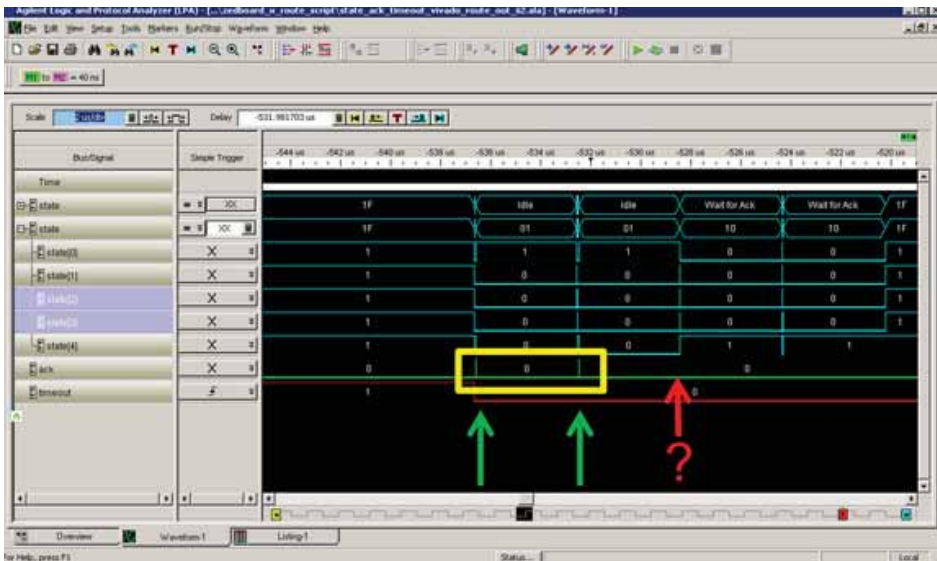 Agilent Logic and Protocol Analyzer (LPA) - [...\zedboard_u_route_script\state_ack_timeout_vivado_route_out_62.ala] - [Waveform-1]
File Edit View Setup Tools Markers Run/Stop Waveform Window Help
M1 to M2 = 40 ns
Scale Delay -531.981703 us
Bus/Signal Simple Trigger -544 us -542 us -540 us -538 us -536 us -534 us -532 us -530 us -528 us -526 us -524 us -522 us -520 us
Time
state = XX 1F Idle Idle Wait for Ack Wait for Ack 1F
state = XX 1F 01 01 10 10 1F
state[0] X 1 1 1 0 0 1
state[1] X 1 0 0 0 0 1
state[2] X 1 0 0 0 0 1
state[3] X 1 0 0 0 0 1
state[4] X 1 0 0 1 1
ack X 0 0 0
timeout 1 0
?
Overview Waveform-1 Listing-1
For Help, press F1 Status... Local